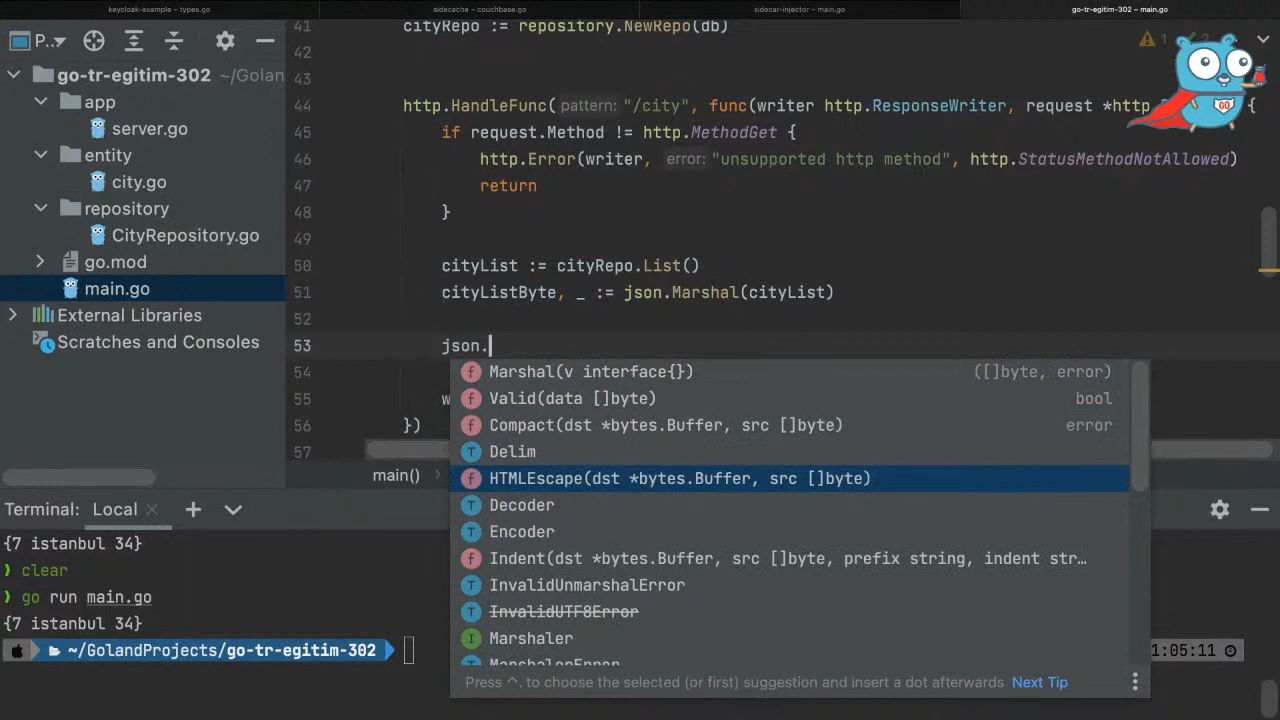 keycloak-example – types.go
sidecache – couchbase.go
sidecar-injector – main.go
go-tr-egitim-302 – main.go
P...
go-tr-egitim-302 ~/Golan
app
server.go
entity
city.go
repository
CityRepository.go
go.mod
main.go
External Libraries
Scratches and Consoles
41 cityRepo := repository.NewRepo(db)
42
43
44 http.HandleFunc( pattern: "/city", func(writer http.ResponseWriter, request *http {
45 if request.Method != http.MethodGet {
46 http.Error(writer, error: "unsupported http method", http.StatusMethodNotAllowed)
47 return
48 }
49
50 cityList := cityRepo.List()
51 cityListByte, _ := json.Marshal(cityList)
52
53 json.
54
55 w
56 })
57
1
GO
Marshal(v interface{}) ([]byte, error)
Valid(data []byte) bool
Compact(dst *bytes.Buffer, src []byte) error
Delim
HTMLEscape(dst *bytes.Buffer, src []byte)
Decoder
Encoder
Indent(dst *bytes.Buffer, src []byte, prefix string, indent str…
InvalidUnmarshalError
InvalidUTF8Error
Marshaler
MarshalerError
Press ^. to choose the selected (or first) suggestion and insert a dot afterwards Next Tip
main()
Terminal: Local
{7 istanbul 34}
❯ clear
❯ go run main.go
{7 istanbul 34}
~/GolandProjects/go-tr-egitim-302
1:05:11